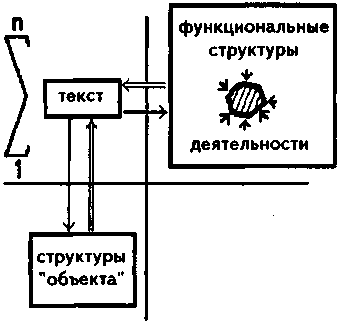 n
1
текст
функциональные
структуры
деятельности
структуры
"объекта"